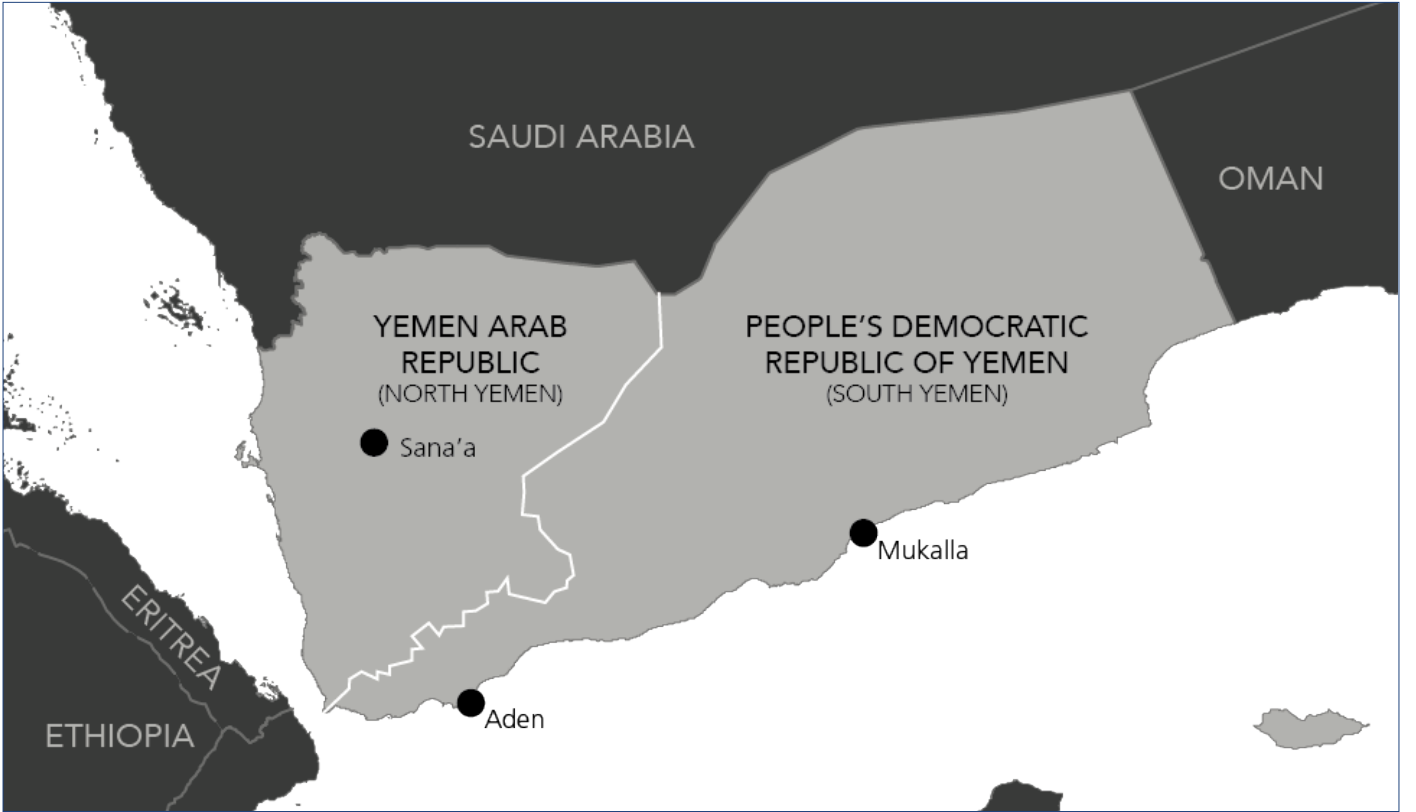 SAUDI ARABIA
OMAN
YEMEN ARAB
REPUBLIC
(NORTH YEMEN)
PEOPLE’S DEMOCRATIC
REPUBLIC OF YEMEN
(SOUTH YEMEN)
Sana’a
Mukalla
ERITREA
Aden
ETHIOPIA